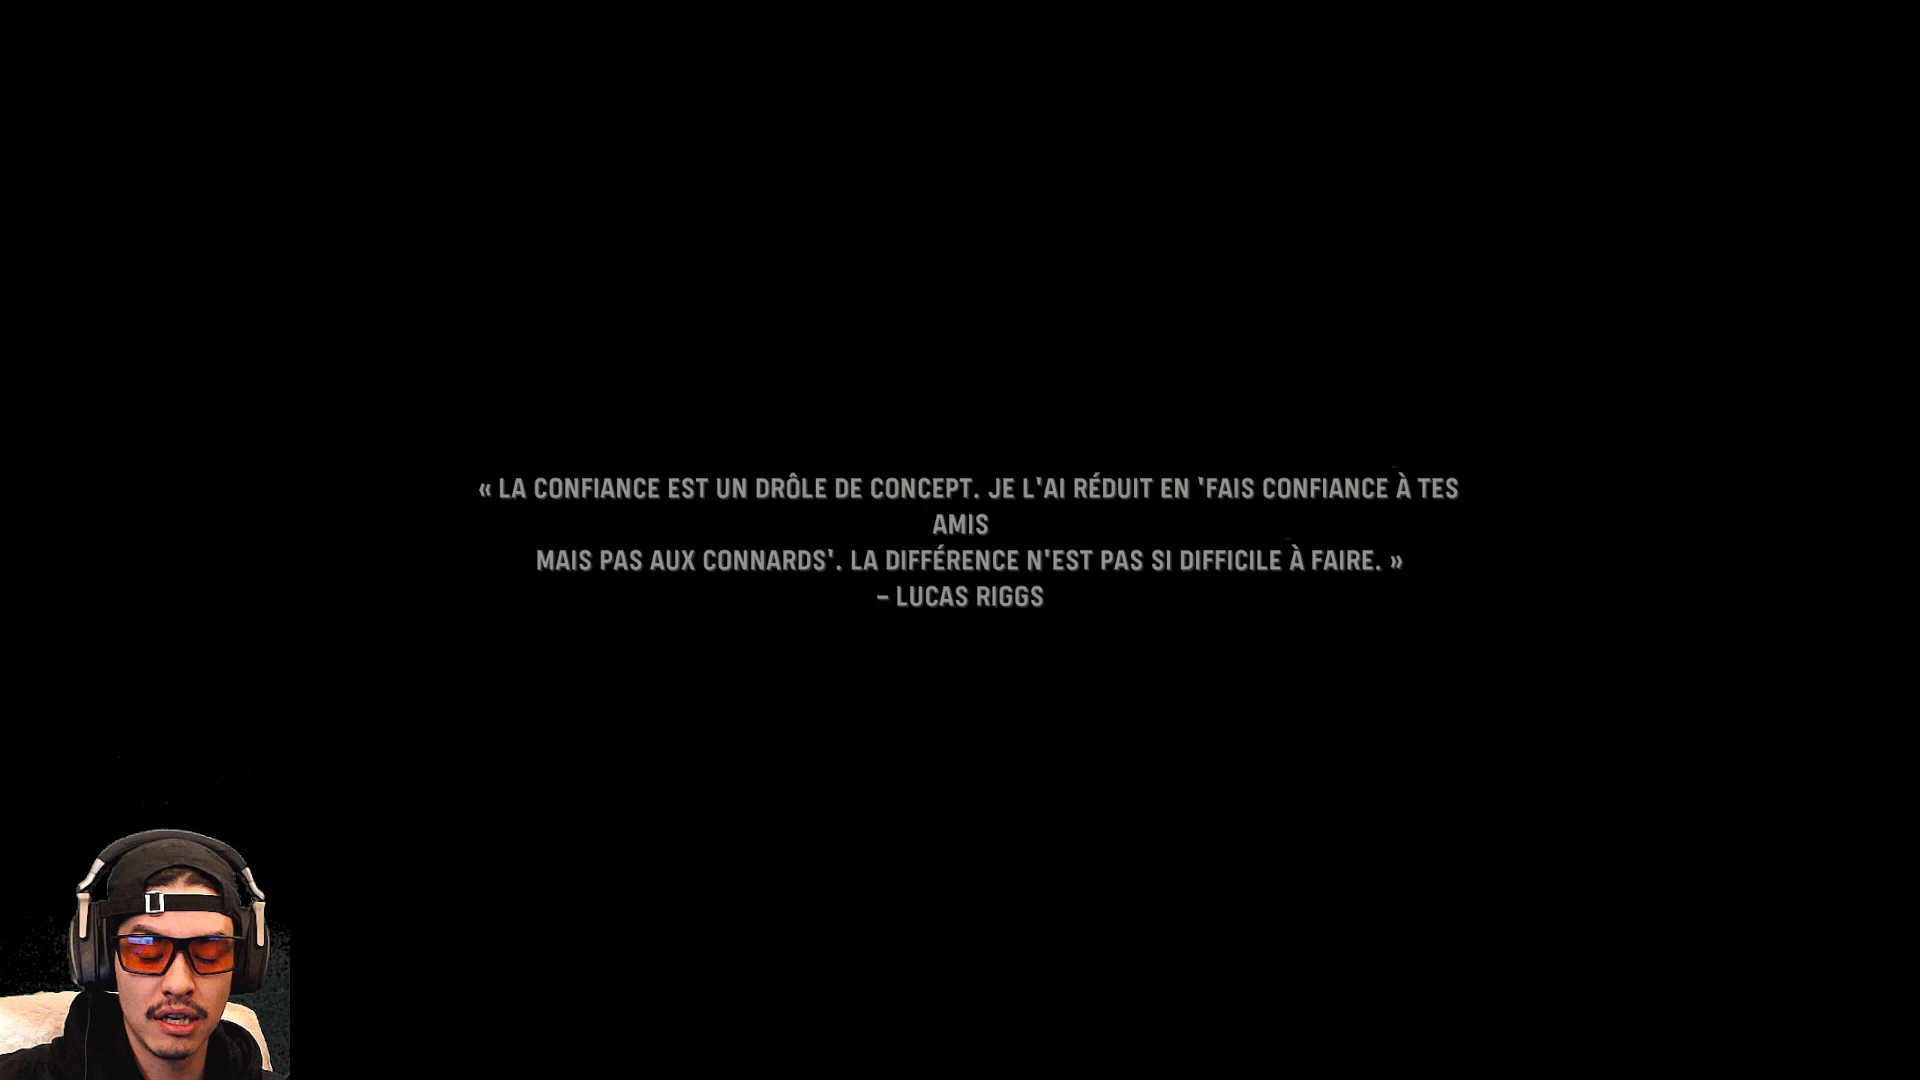 « LA CONFIANCE EST UN DRÔLE DE CONCEPT. JE L'AI RÉDUIT EN 'FAIS CONFIANCE À TES
AMIS
MAIS PAS AUX CONNARDS'. LA DIFFÉRENCE N'EST PAS SI DIFFICILE À FAIRE. »
– LUCAS RIGGS